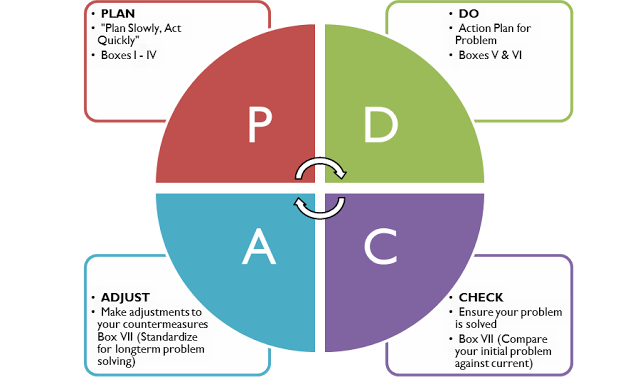 • PLAN
• "Plan Slowly, Act
Quickly"
• Boxes I - IV
• DO
• Action Plan for
Problem
• Boxes V & VI
P
D
A
C
• ADJUST
• Make adjustments to
your countermeasures
Box VII (Standardize
for longterm problem
solving)
• CHECK
• Ensure your problem
is solved
• Box VII (Compare
your initial problem
against current)